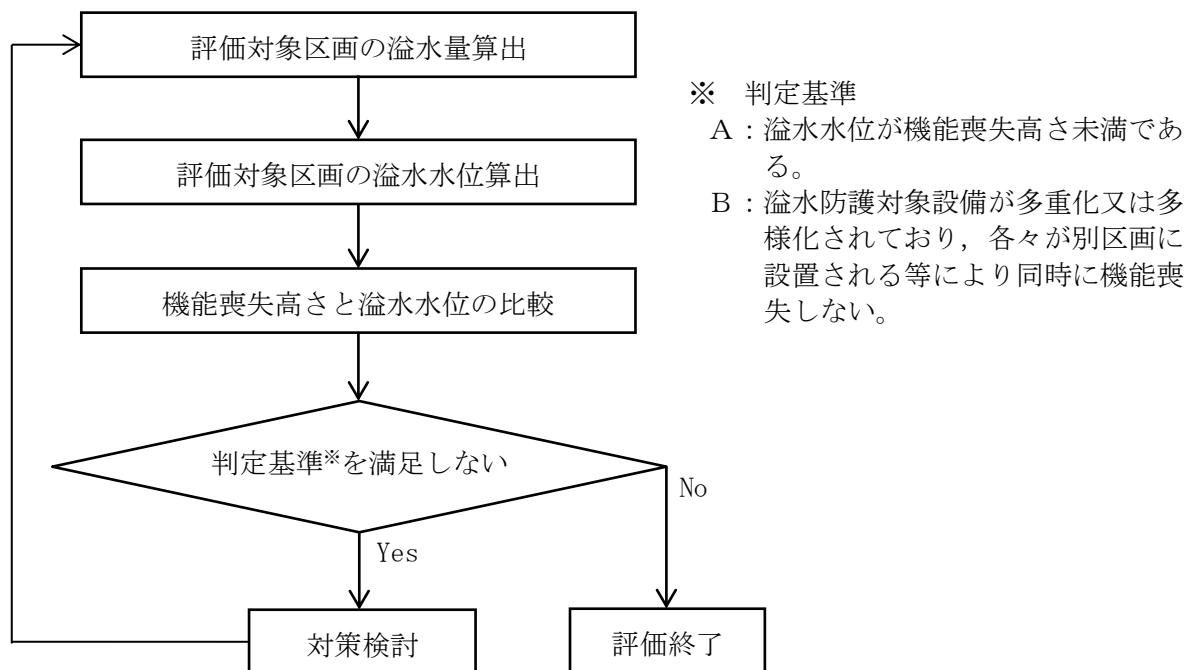 評価対象区画の溢水量算出
評価対象区画の溢水水位算出
機能喪失高さと溢水水位の比較
判定基準※を満足しない
Yes
No
対策検討
評価終了
※ 判定基準
A:溢水水位が機能喪失高さ未満であ
る。
B:溢水防護対象設備が多重化又は多
様化されており,各々が別区画に
設置される等により同時に機能喪
失しない。